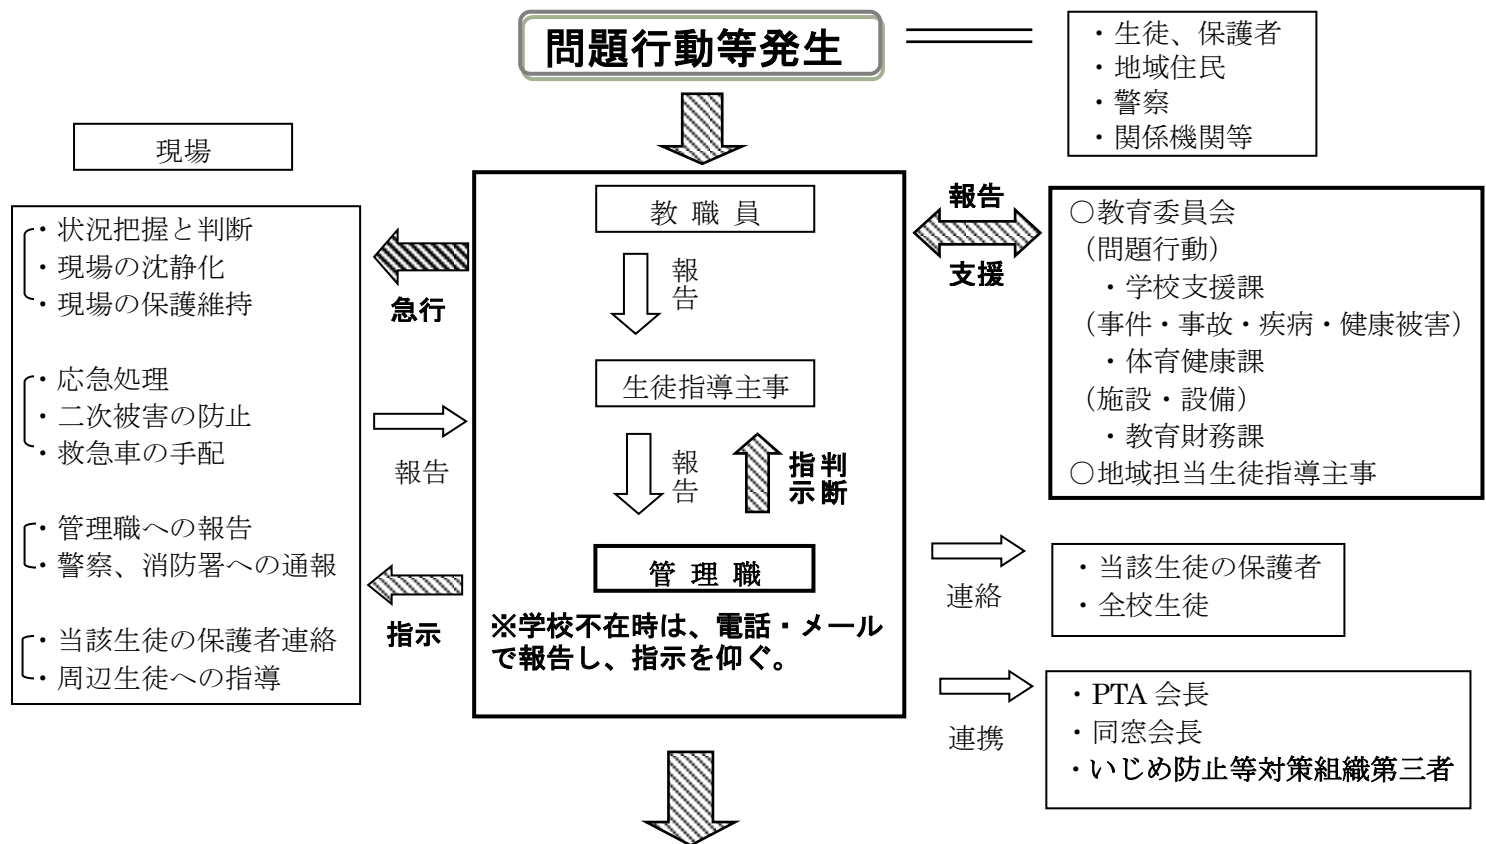 問題行動等発生
・生徒、保護者
・地域住民
・警察
・関係機関等
現場
・状況把握と判断
・現場の沈静化
・現場の保護維持
・応急処理
・二次被害の防止
・救急車の手配
・管理職への報告
・警察、消防署への通報
・当該生徒の保護者連絡
・周辺生徒への指導
急行
報告
指示
教 職 員
報告
生徒指導主事
報告
指示
判断
管 理 職
※学校不在時は、電話・メール
で報告し、指示を仰ぐ。
報告
支援
○教育委員会
（問題行動）
・学校支援課
（事件・事故・疾病・健康被害）
・体育健康課
（施設・設備）
・教育財務課
○地域担当生徒指導主事
連絡
・当該生徒の保護者
・全校生徒
連携
・PTA 会長
・同窓会長
・いじめ防止等対策組織第三者